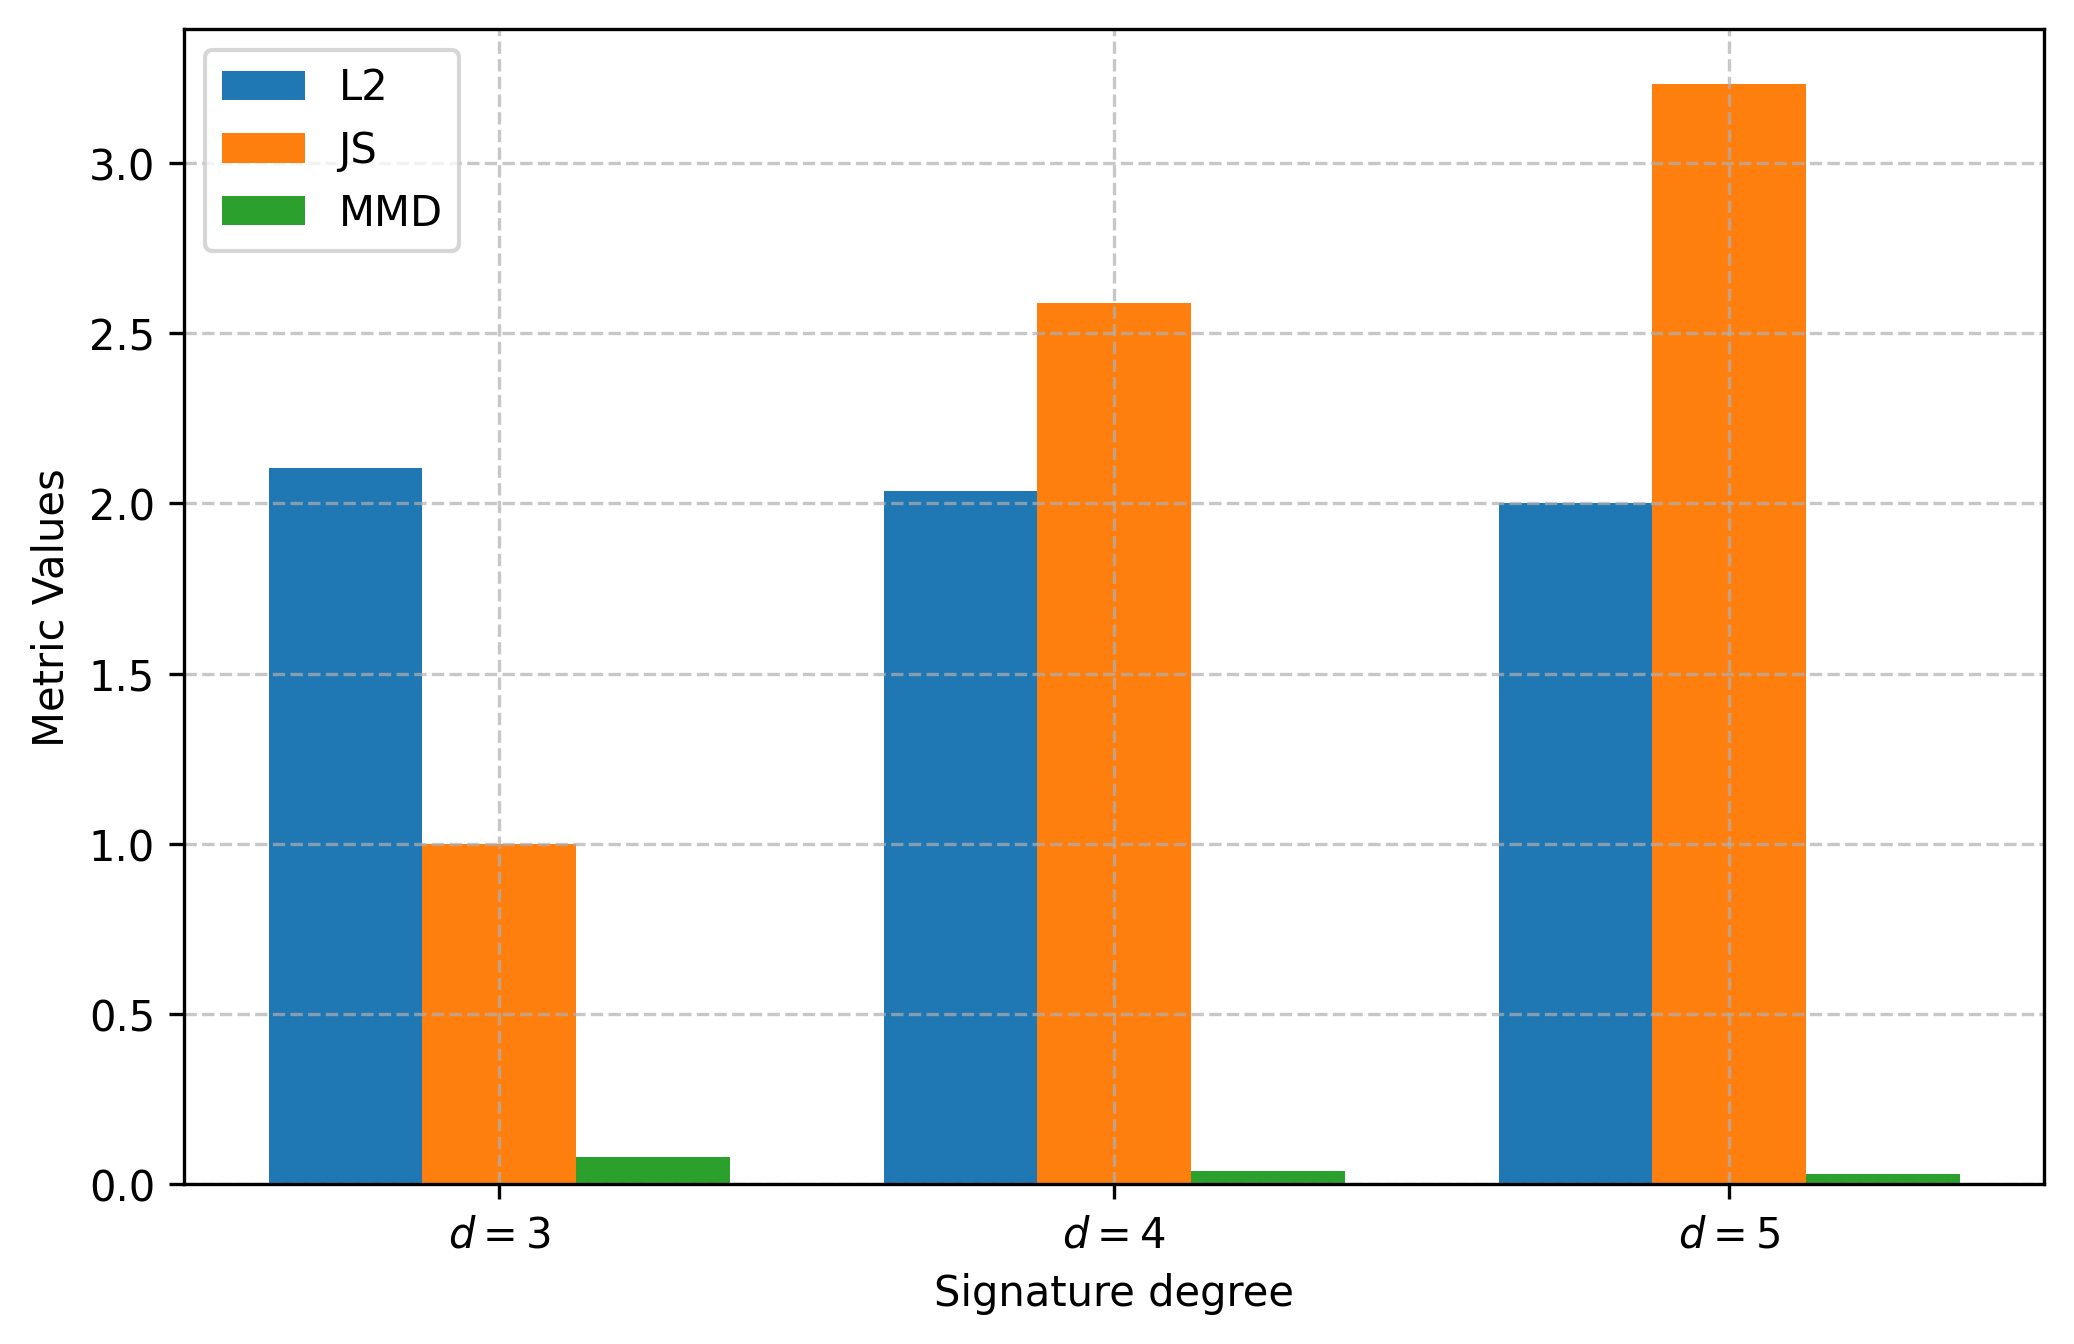 L2
JS
MMD
3.0
2.5
2.0
1.5
1.0
0.5
0.0
Metric Values
d = 3
d = 4
d = 5
Signature degree